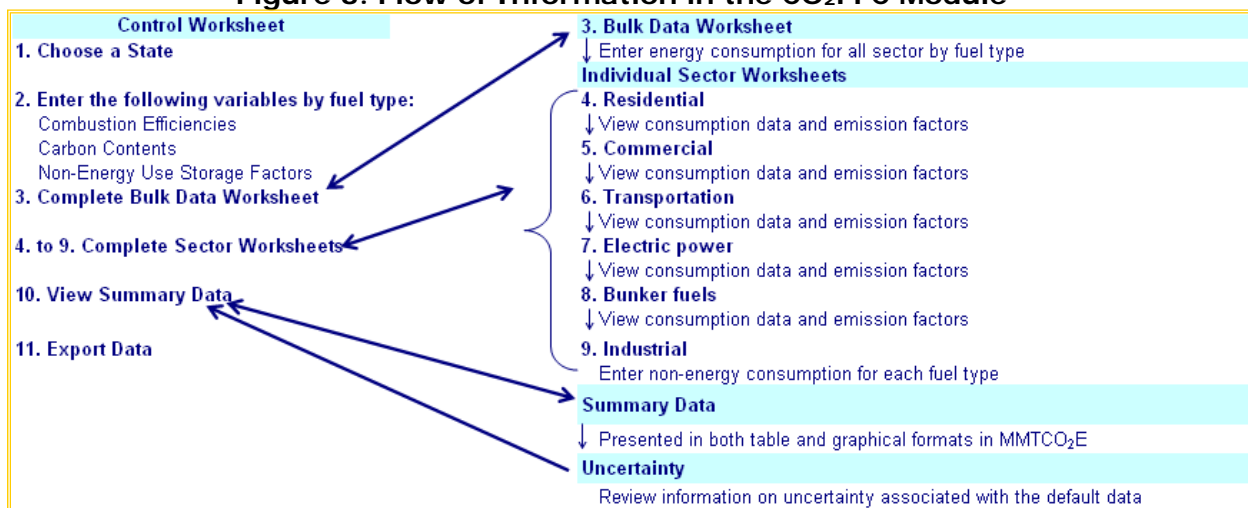 Figure 3. Flow of Information in the CO₂FFC Module
Control Worksheet
1. Choose a State
2. Enter the following variables by fuel type:
Combustion Efficiencies
Carbon Contents
Non-Energy Use Storage Factors
3. Complete Bulk Data Worksheet
4. to 9. Complete Sector Worksheets
10. View Summary Data
11. Export Data
3. Bulk Data Worksheet
↓ Enter energy consumption for all sector by fuel type
Individual Sector Worksheets
4. Residential
↓ View consumption data and emission factors
5. Commercial
↓ View consumption data and emission factors
6. Transportation
↓ View consumption data and emission factors
7. Electric power
↓ View consumption data and emission factors
8. Bunker fuels
↓ View consumption data and emission factors
9. Industrial
Enter non-energy consumption for each fuel type
Summary Data
↓ Presented in both table and graphical formats in MMTCO₂E
Uncertainty
Review information on uncertainty associated with the default data